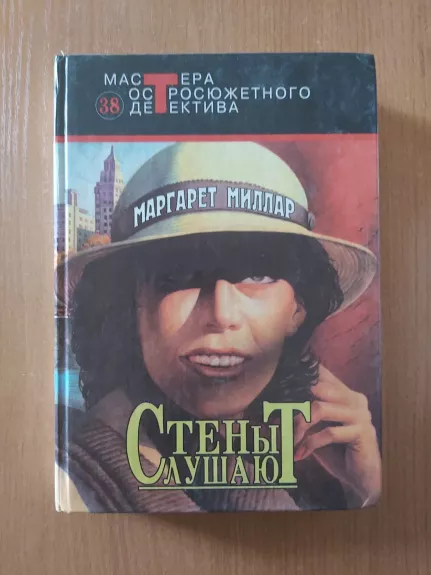 МАСТЕРА
ОСТРОСЮЖЕТНОГО
38 ДЕТЕКТИВА
МАРГАРЕТ МИЛЛАР
СТЕНЫ
СЛУШАЮТ